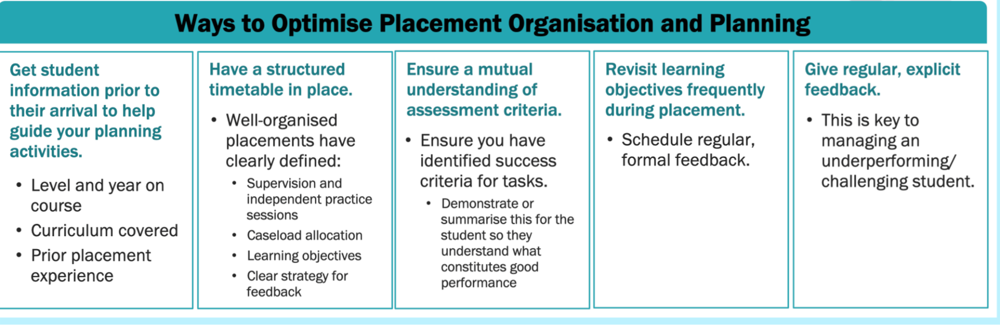 Ways to Optimise Placement Organisation and Planning
Get student
information prior to
their arrival to help
guide your planning
activities.
• Level and year on
course
• Curriculum covered
• Prior placement
experience
Have a structured
timetable in place.
• Well-organised
placements have
clearly defined:
• Supervision and
independent practice
sessions
• Caseload allocation
• Learning objectives
• Clear strategy for
feedback
Ensure a mutual
understanding of
assessment criteria.
• Ensure you have
identified success
criteria for tasks.
• Demonstrate or
summarise this for the
student so they
understand what
constitutes good
performance
Revisit learning
objectives frequently
during placement.
• Schedule regular,
formal feedback.
Give regular, explicit
feedback.
• This is key to
managing an
underperforming/
challenging student.